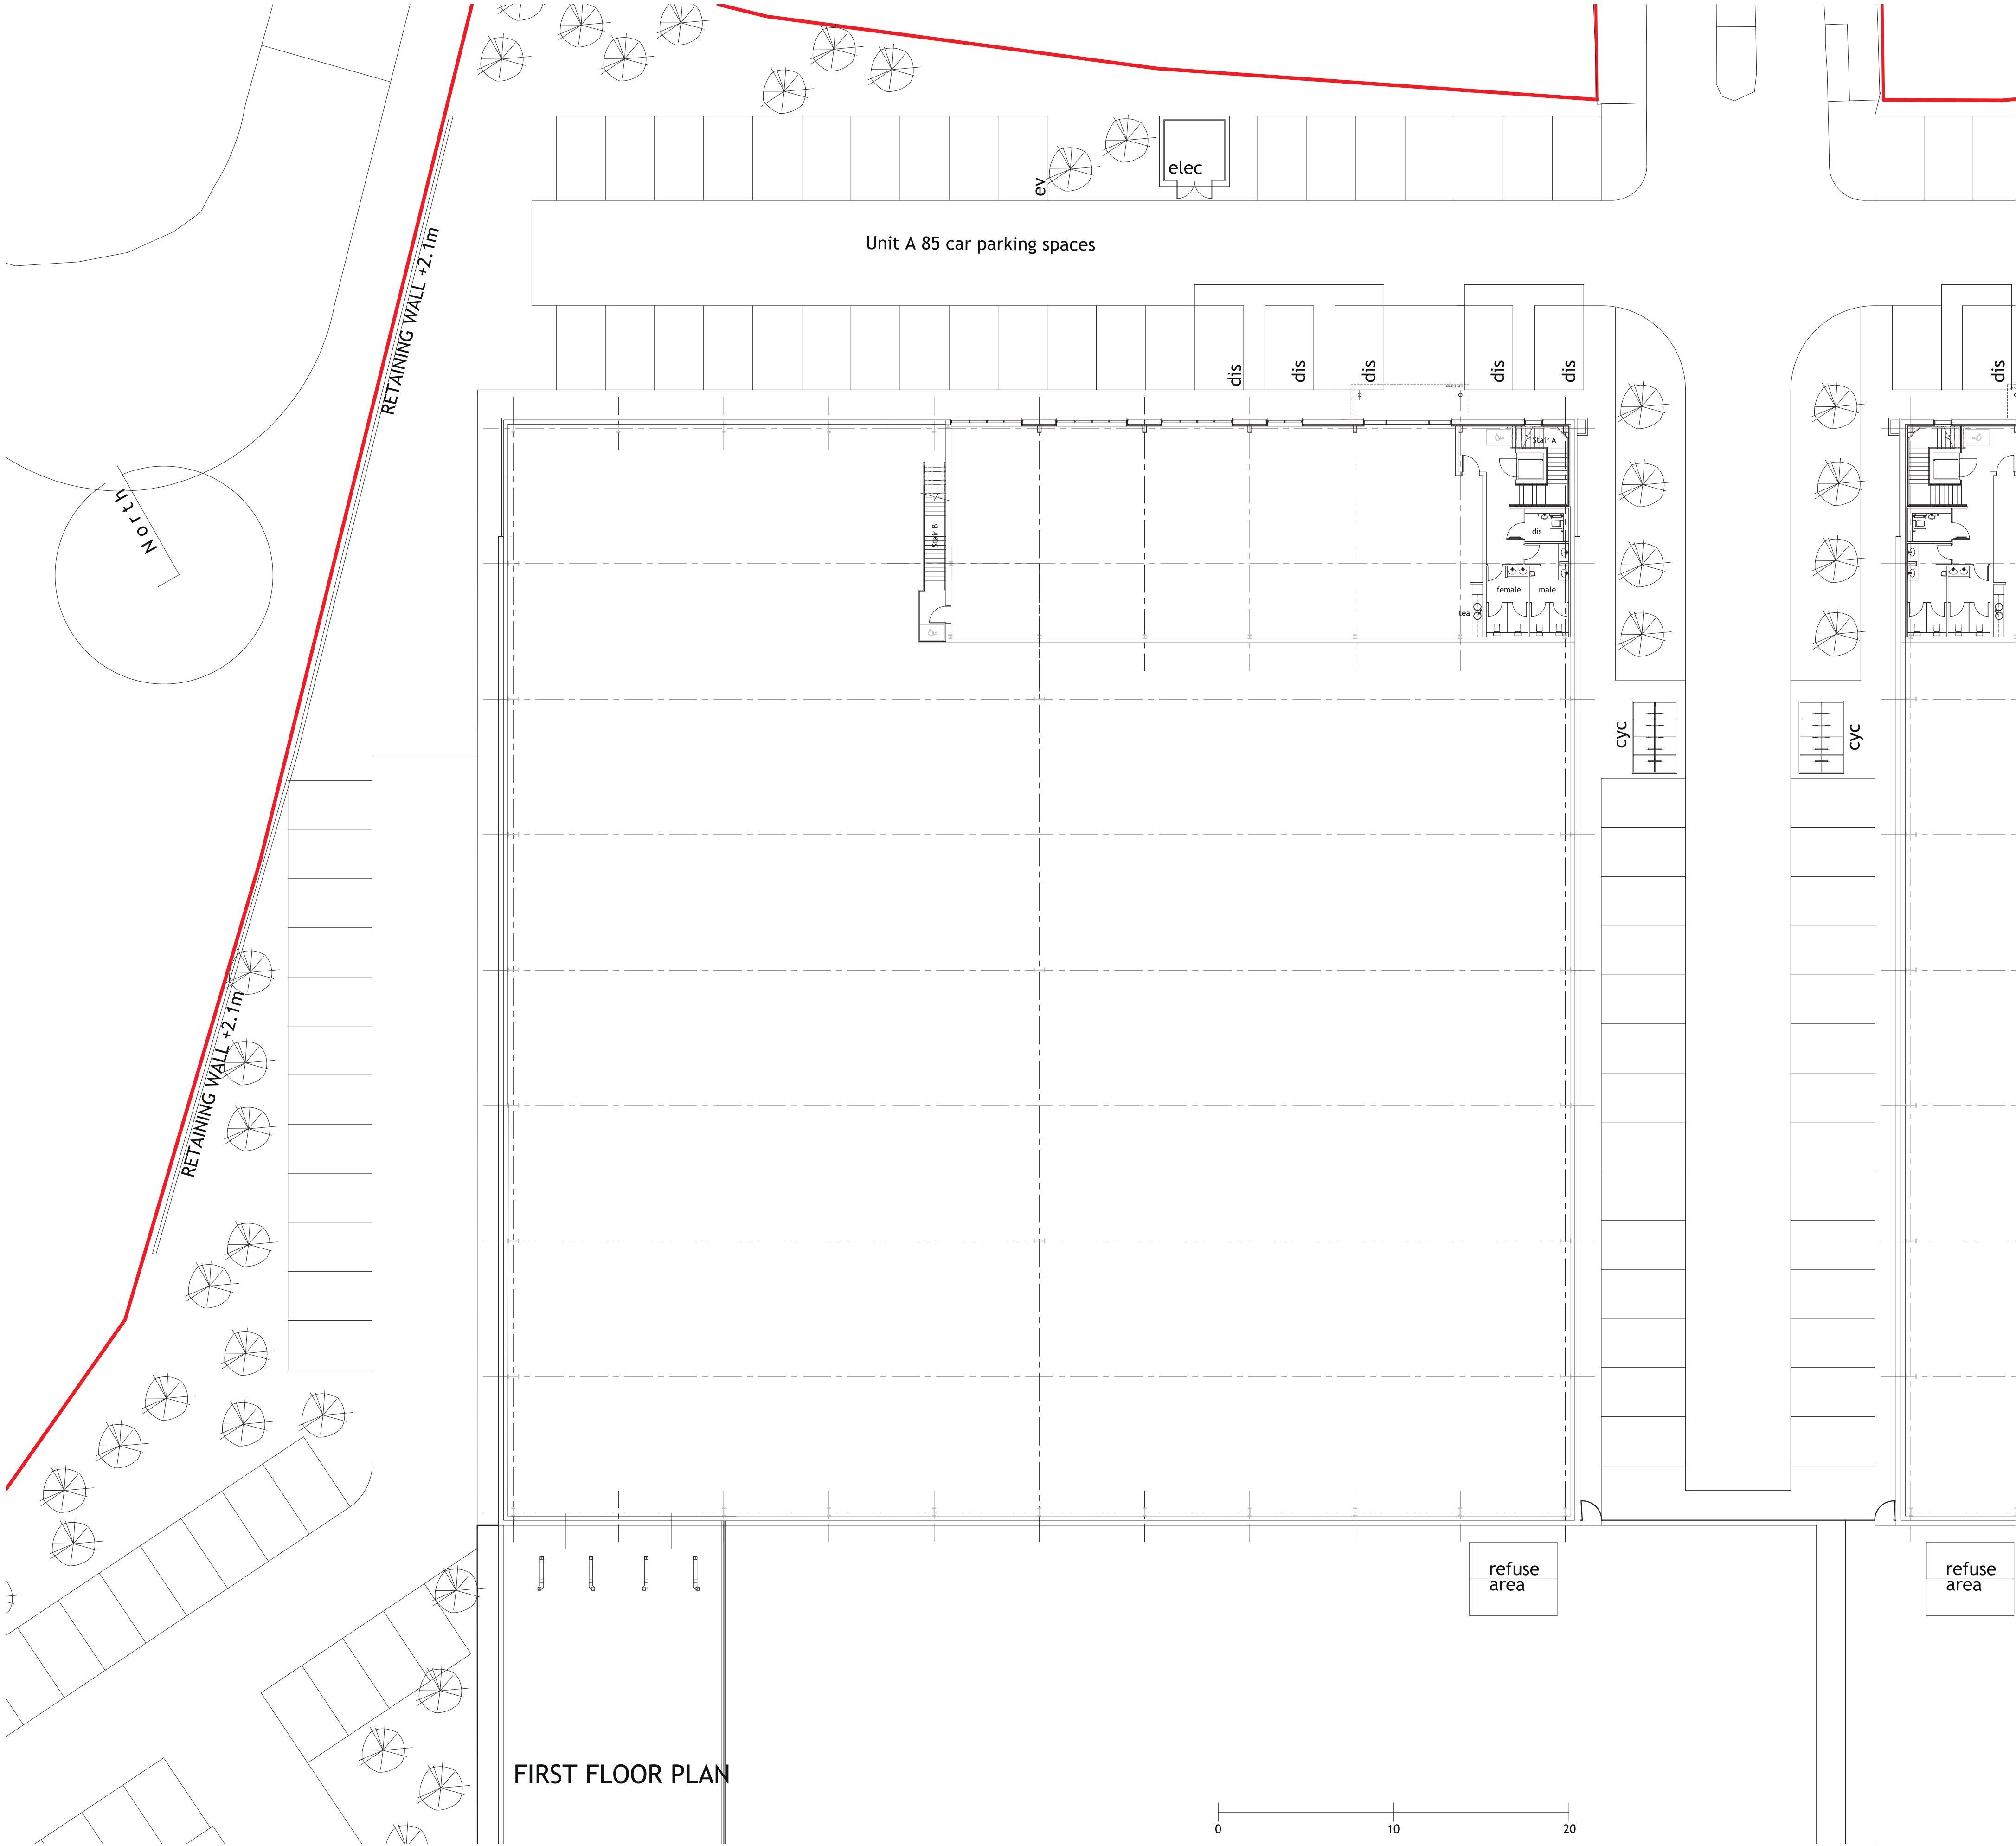 elec
ev
Unit A 85 car parking spaces
RETAINING WALL +2.1m
dis
dis
dis
dis
dis
dis
North
Stair A
Stair B
dis
female
male
tea
cyc
cyc
RETAINING WALL +2.1m
refuse
area
refuse
area
FIRST FLOOR PLAN
0
10
20